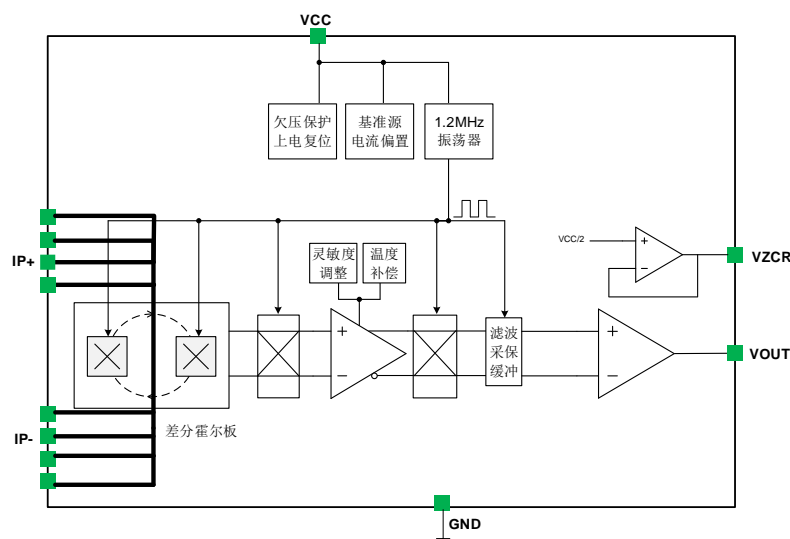 VCC
欠压保护
上电复位
基准源
电流偏置
1.2MHz
振荡器
IP+
灵敏度
调整
温度
补偿
VCC/2
+
−
VZCR
+
−
滤波
采保
缓冲
+
−
VOUT
差分霍尔板
IP-
GND